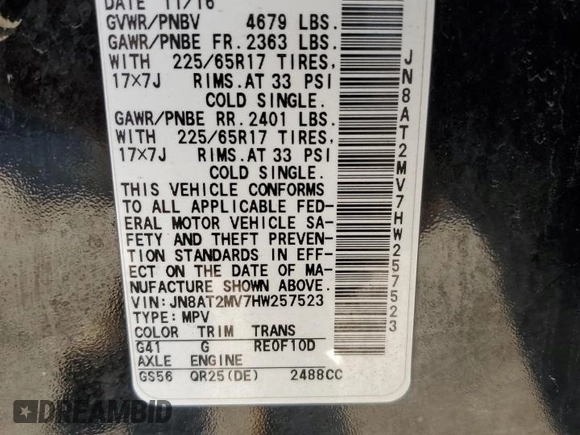 DATE 11/16
GVWR/PNBV 4679 LBS.
GAWR/PNBE FR. 2363 LBS.
WITH 225/65R17 TIRES,
17×7J RIMS. AT 33 PSI
COLD SINGLE.
GAWR/PNBE RR. 2401 LBS.
WITH 225/65R17 TIRES,
17×7J RIMS. AT 33 PSI
COLD SINGLE.
THIS VEHICLE CONFORMS
TO ALL APPLICABLE FED-
ERAL MOTOR VEHICLE SA-
FETY AND THEFT PREVEN-
TION STANDARDS IN EFF-
ECT ON THE DATE OF MA-
NUFACTURE SHOWN ABOVE.
VIN: JN8AT2MV7HW257523
TYPE: MPV
COLOR TRIM TRANS
G41 G RE0F10D
AXLE ENGINE
GS56 QR25(DE) 2488CC
JN8AT2MV7HW257523
DREAMBID